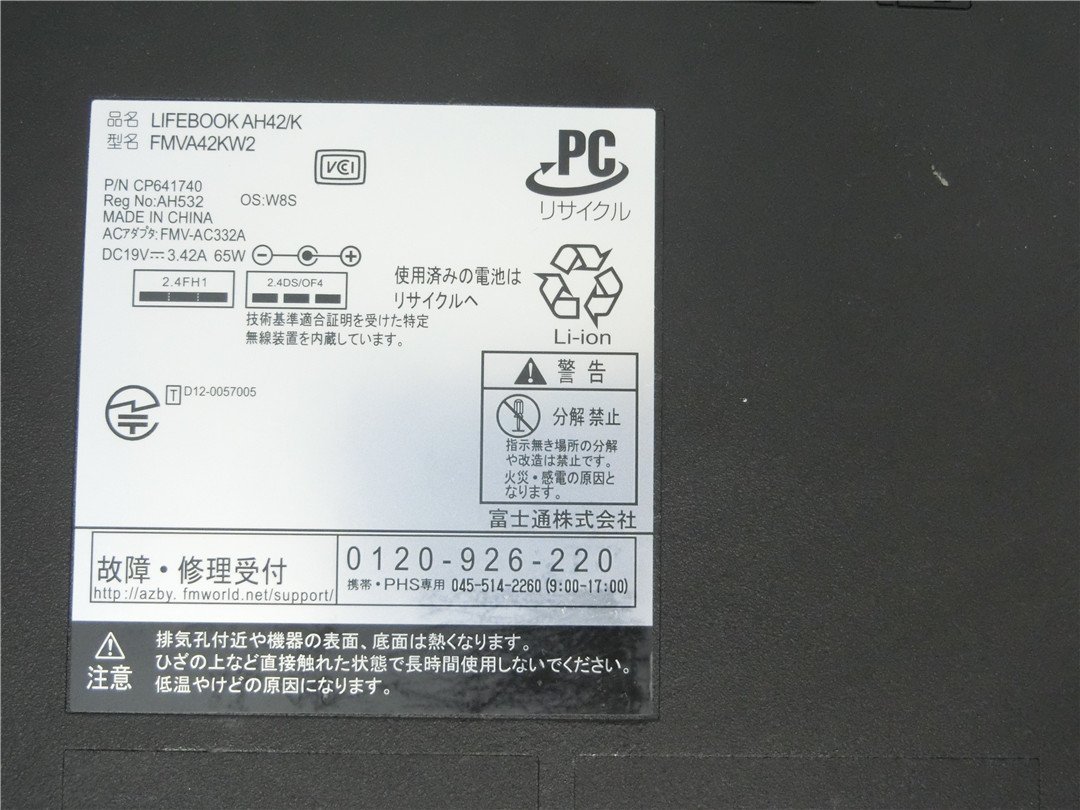 品名 LIFEBOOK AH42/K
型名 FMVA42KW2
VCCI
P/N CP641740
Reg No:AH532 OS:W8S
MADE IN CHINA
ACアダプタ:FMV-AC332A
DC19V 3.42A 65W
2.4FH1
2.4DS/OF4
技術基準適合証明を受けた特定
無線装置を内蔵しています。
T D12-0057005
PC
リサイクル
使用済みの電池は
リサイクルへ
Li-ion
警告
分解禁止
指示無き場所の分解
や改造は禁止です。
火災・感電の原因と
なります。
富士通株式会社
故障・修理受付
http://azby.fmworld.net/support/
0120-926-220
携帯・PHS専用 045-514-2260 (9:00-17:00)
注意
排気孔付近や機器の表面、底面は熱くなります。
ひざの上など直接触れた状態で長時間使用しないでください。
低温やけどの原因になります。